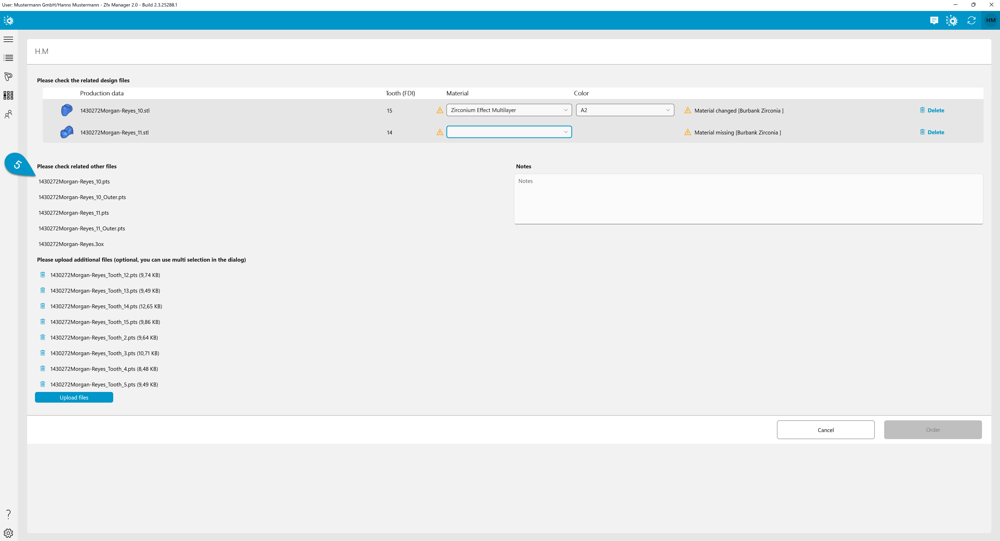 User: Mustermann GmbH/Hanns Mustermann - Zfx Manager 2.0 - Build 2.3.25288.1
HM
H.M
Please check the related design files
Production data Tooth (FDI) Material Color
1430272Morgan-Reyes_10.stl 15 Zirconium Effect Multilayer A2 Material changed [Burbank Zirconia ] Delete
1430272Morgan-Reyes_11.stl 14 Material missing [Burbank Zirconia ] Delete
5
Please check related other files
1430272Morgan-Reyes_10.pts
1430272Morgan-Reyes_10_Outer.pts
1430272Morgan-Reyes_11.pts
1430272Morgan-Reyes_11_Outer.pts
1430272Morgan-Reyes.3ox
Notes
Notes
Please upload additional files (optional, you can use multi selection in the dialog)
1430272Morgan-Reyes_Tooth_12.pts (9,74 KB)
1430272Morgan-Reyes_Tooth_13.pts (9,49 KB)
1430272Morgan-Reyes_Tooth_14.pts (12,65 KB)
1430272Morgan-Reyes_Tooth_15.pts (9,86 KB)
1430272Morgan-Reyes_Tooth_2.pts (9,64 KB)
1430272Morgan-Reyes_Tooth_3.pts (10,71 KB)
1430272Morgan-Reyes_Tooth_4.pts (8,48 KB)
1430272Morgan-Reyes_Tooth_5.pts (9,49 KB)
Upload files
Cancel Order